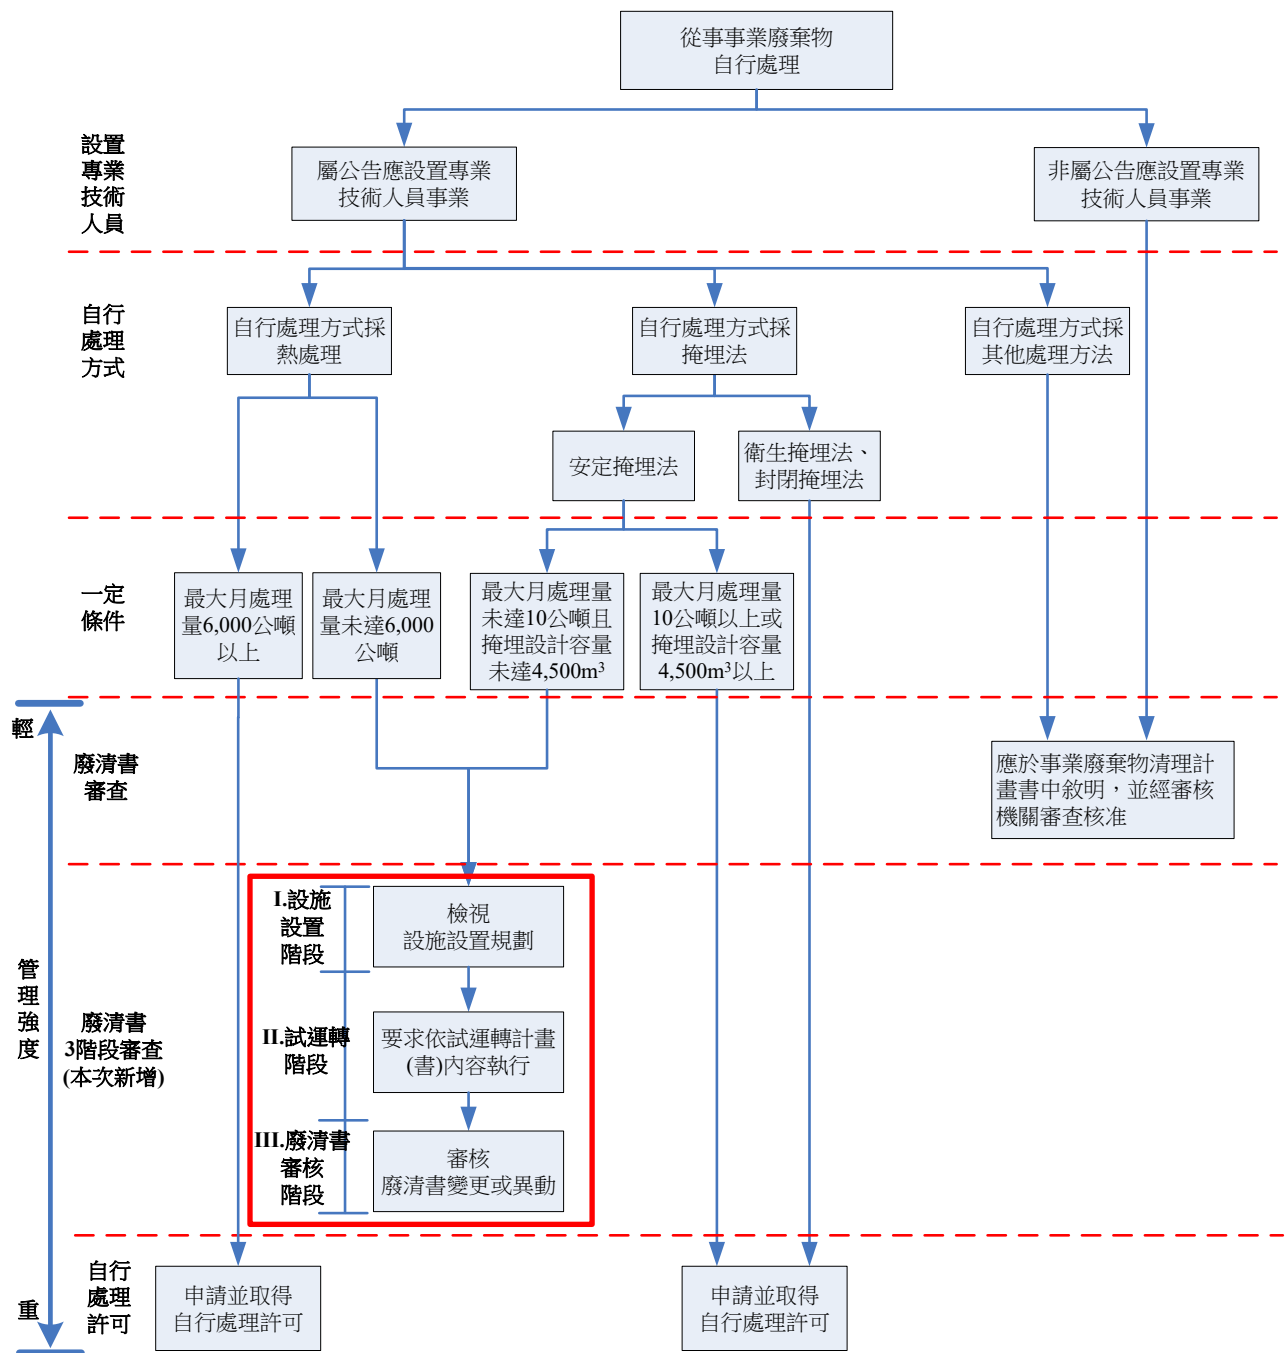 從事事業廢棄物
自行處理
設置
專業
技術
人員
屬公告應設置專業
技術人員事業
非屬公告應設置專業
技術人員事業
自行
處理
方式
自行處理方式採
熱處理
自行處理方式採
掩埋法
自行處理方式採
其他處理方法
安定掩埋法
衛生掩埋法、
封閉掩埋法
一定
條件
最大月處理
量6,000公噸
以上
最大月處理
量未達6,000
公噸
最大月處理量
未達10公噸且
掩埋設計容量
未達4,500m³
最大月處理量
10公噸以上或
掩埋設計容量
4,500m³以上
輕
管
理
強
度
重
廢清書
審查
應於事業廢棄物清理計
畫書中敘明，並經審核
機關審查核准
廢清書
3階段審查
(本次新增)
I.設施
設置
階段
檢視
設施設置規劃
II.試運轉
階段
要求依試運轉計畫
(書)內容執行
III.廢清書
審核
階段
審核
廢清書變更或異動
自行
處理
許可
申請並取得
自行處理許可
申請並取得
自行處理許可